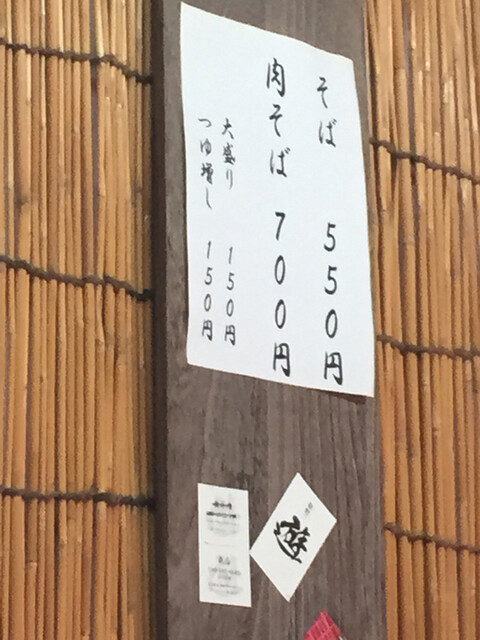 そば 550円
肉そば 700円
大盛り 150円
つゆ増し 150円
遊